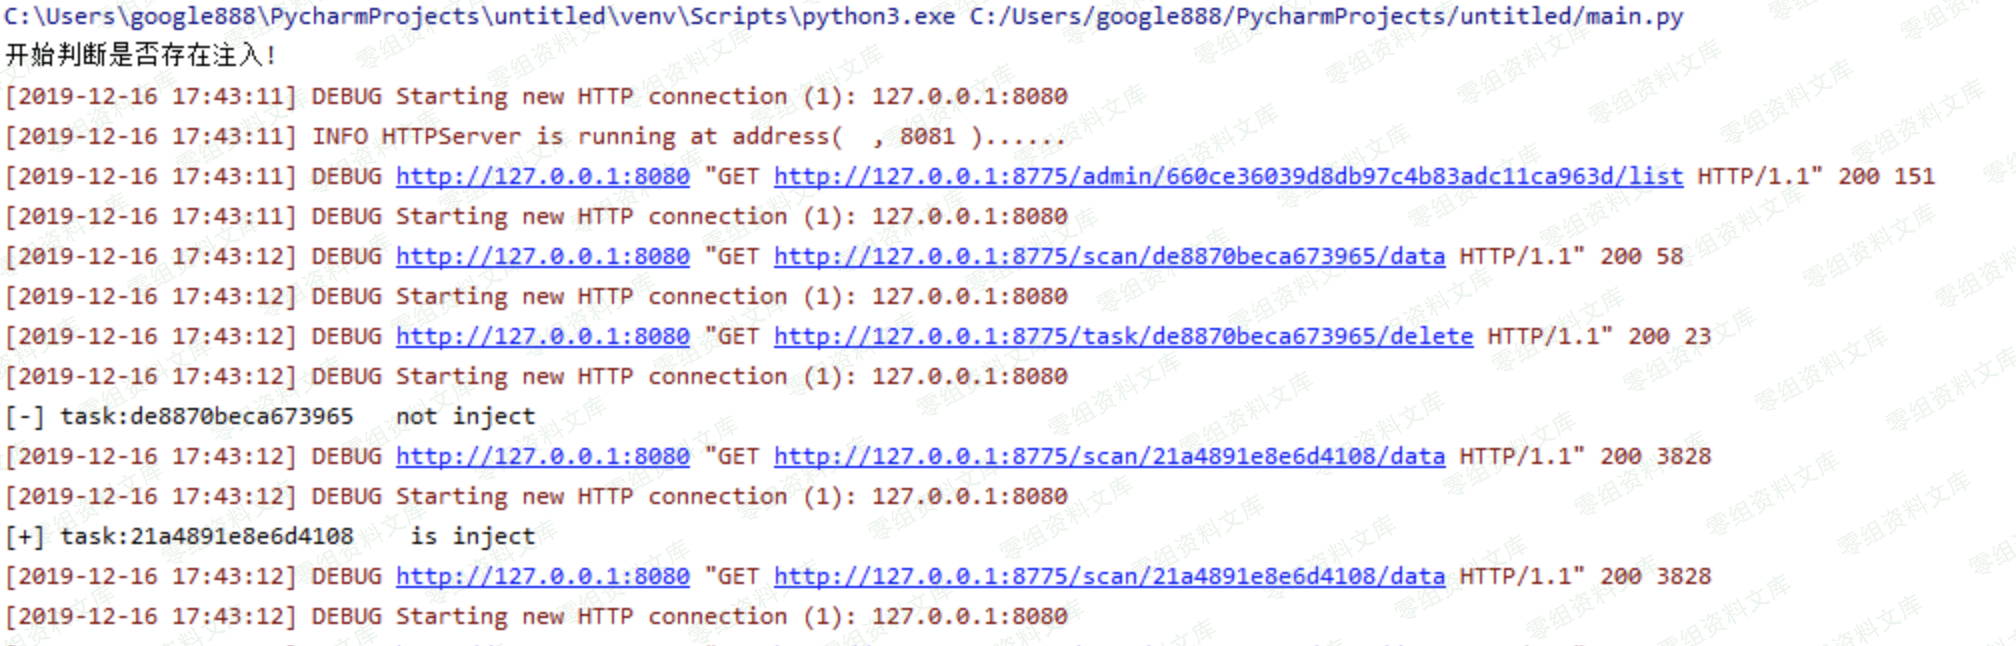 C:\Users\google888\PycharmProjects\untitled\venv\Scripts\python3.exe C:/Users/google888/PycharmProjects/untitled/main.py
开始判断是否存在注入!
[2019-12-16 17:43:11] DEBUG Starting new HTTP connection (1): 127.0.0.1:8080
[2019-12-16 17:43:11] INFO HTTPServer is running at address(  , 8081 )......
[2019-12-16 17:43:11] DEBUG http://127.0.0.1:8080 "GET http://127.0.0.1:8775/admin/660ce36039d8db97c4b83adc11ca963d/list HTTP/1.1" 200 151
[2019-12-16 17:43:11] DEBUG Starting new HTTP connection (1): 127.0.0.1:8080
[2019-12-16 17:43:12] DEBUG http://127.0.0.1:8080 "GET http://127.0.0.1:8775/scan/de8870beca673965/data HTTP/1.1" 200 58
[2019-12-16 17:43:12] DEBUG Starting new HTTP connection (1): 127.0.0.1:8080
[2019-12-16 17:43:12] DEBUG http://127.0.0.1:8080 "GET http://127.0.0.1:8775/task/de8870beca673965/delete HTTP/1.1" 200 23
[2019-12-16 17:43:12] DEBUG Starting new HTTP connection (1): 127.0.0.1:8080
[-] task:de8870beca673965   not inject
[2019-12-16 17:43:12] DEBUG http://127.0.0.1:8080 "GET http://127.0.0.1:8775/scan/21a4891e8e6d4108/data HTTP/1.1" 200 3828
[2019-12-16 17:43:12] DEBUG Starting new HTTP connection (1): 127.0.0.1:8080
[+] task:21a4891e8e6d4108    is inject
[2019-12-16 17:43:12] DEBUG http://127.0.0.1:8080 "GET http://127.0.0.1:8775/scan/21a4891e8e6d4108/data HTTP/1.1" 200 3828
[2019-12-16 17:43:12] DEBUG Starting new HTTP connection (1): 127.0.0.1:8080
零组资料文库